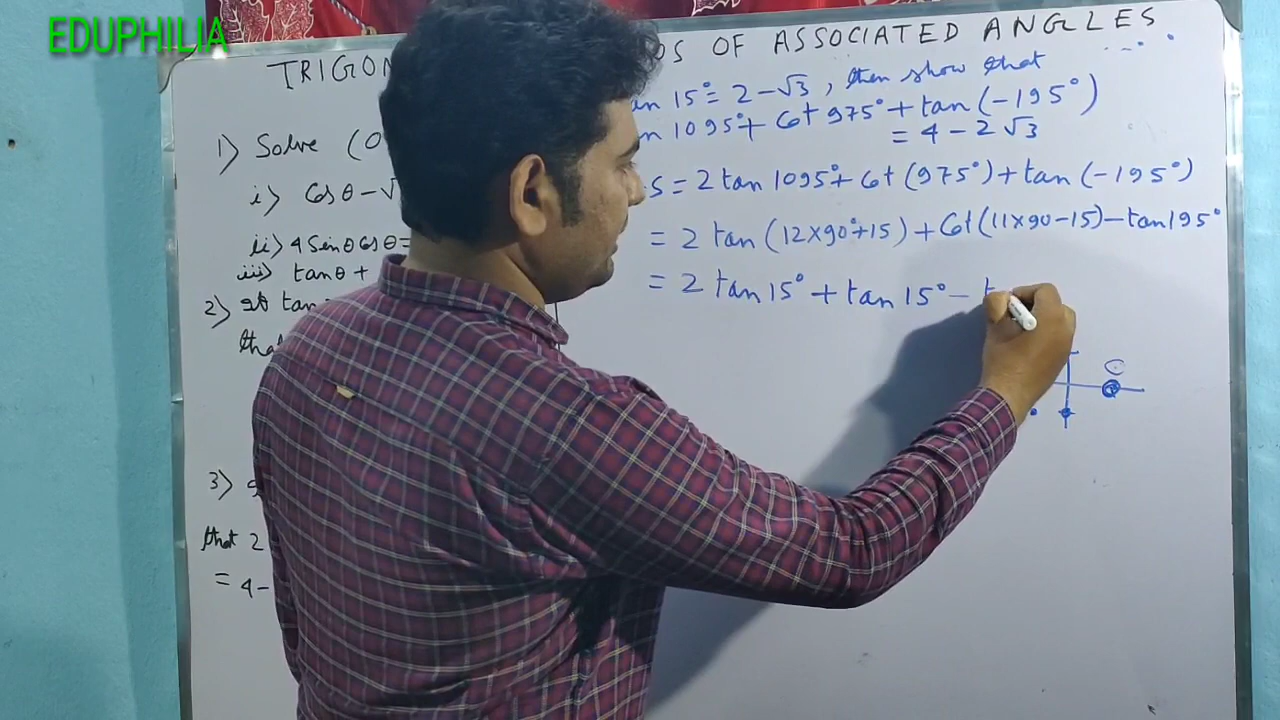 EDUPHILIA
TRIGON OS OF ASSOCIATED ANGLLES
1) Solve (0
i) Cosθ - √
ii) 4 Sinθ Cosθ =
iii) tanθ +
2) If tan
that
3)
that 2
= 4 -
an 15° = 2 - √3, then show that
n 1095° + Cot 975° + tan (-195°)
= 4 - 2√3
S = 2 tan 1095° + Cot (975°) + tan (-195°)
= 2 tan (12×90° + 15) + Cot (11×90 - 15) - tan 195°
= 2 tan 15° + tan 15° - t
C